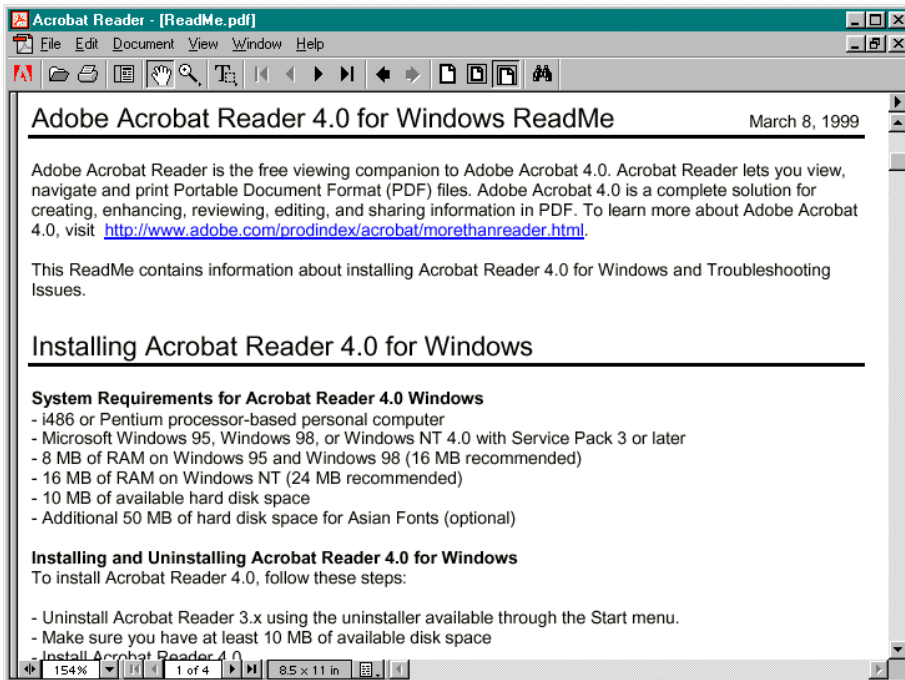 Acrobat Reader - [ReadMe.pdf]
File Edit Document View Window Help
Adobe Acrobat Reader 4.0 for Windows ReadMe March 8, 1999
Adobe Acrobat Reader is the free viewing companion to Adobe Acrobat 4.0. Acrobat Reader lets you view,
navigate and print Portable Document Format (PDF) files. Adobe Acrobat 4.0 is a complete solution for
creating, enhancing, reviewing, editing, and sharing information in PDF. To learn more about Adobe Acrobat
4.0, visit http://www.adobe.com/prodindex/acrobat/morethanreader.html.
This ReadMe contains information about installing Acrobat Reader 4.0 for Windows and Troubleshooting
Issues.
Installing Acrobat Reader 4.0 for Windows
System Requirements for Acrobat Reader 4.0 Windows
- i486 or Pentium processor-based personal computer
- Microsoft Windows 95, Windows 98, or Windows NT 4.0 with Service Pack 3 or later
- 8 MB of RAM on Windows 95 and Windows 98 (16 MB recommended)
- 16 MB of RAM on Windows NT (24 MB recommended)
- 10 MB of available hard disk space
- Additional 50 MB of hard disk space for Asian Fonts (optional)
Installing and Uninstalling Acrobat Reader 4.0 for Windows
To install Acrobat Reader 4.0, follow these steps:
- Uninstall Acrobat Reader 3.x using the uninstaller available through the Start menu.
- Make sure you have at least 10 MB of available disk space
- Install Acrobat Reader 4.0
154% 1 of 4 8.5 x 11 in